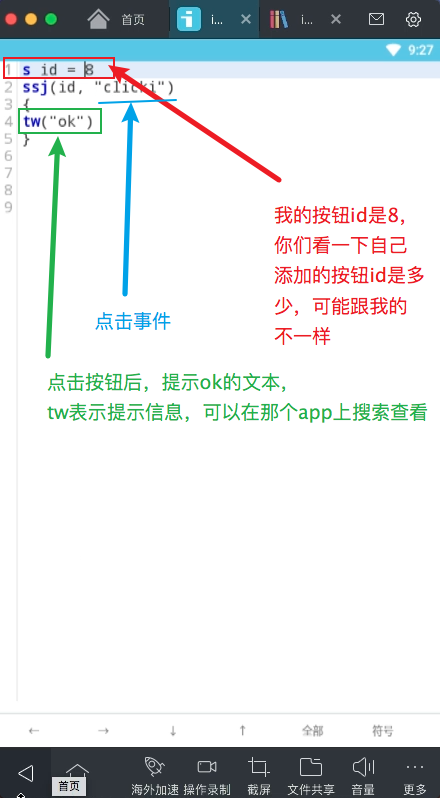 首页
i...
i...
9:27
1 s id = 8
2 ssj(id, "clicki")
3 {
4 tw("ok")
5 }
6
7
8
9
我的按钮id是8,
你们看一下自己
添加的按钮id是多
少，可能跟我的
不一样
点击事件
点击按钮后，提示ok的文本,
tw表示提示信息，可以在那个app上搜索查看
← → ↓ ↑ 全部 符号
首页
海外加速 操作录制 截屏 文件共享 音量 更多